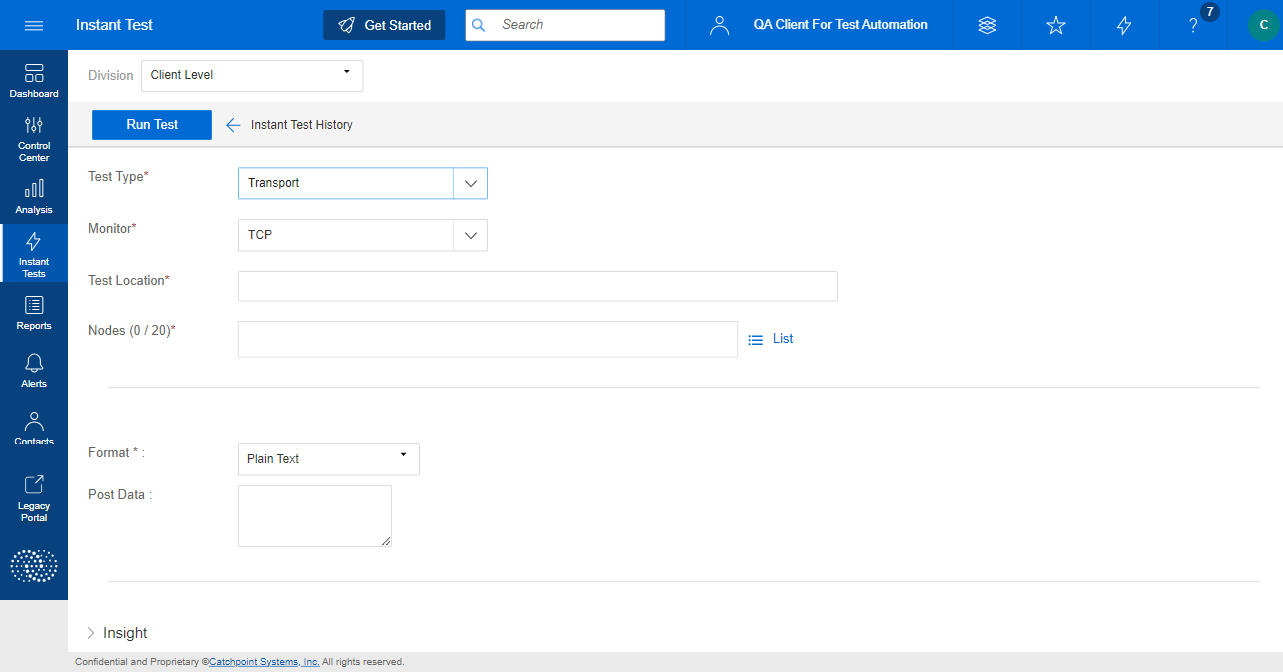 Instant Test
Get Started
Search
QA Client For Test Automation
?
7
C
Dashboard
Control
Center
Analysis
Instant
Tests
Reports
Alerts
Contacts
Legacy
Portal
Division
Client Level
Run Test
Instant Test History
Test Type*
Transport
Monitor*
TCP
Test Location*
Nodes (0 / 20)*
List
Format * :
Plain Text
Post Data :
Insight
Confidential and Proprietary ©Catchpoint Systems, Inc. All rights reserved.